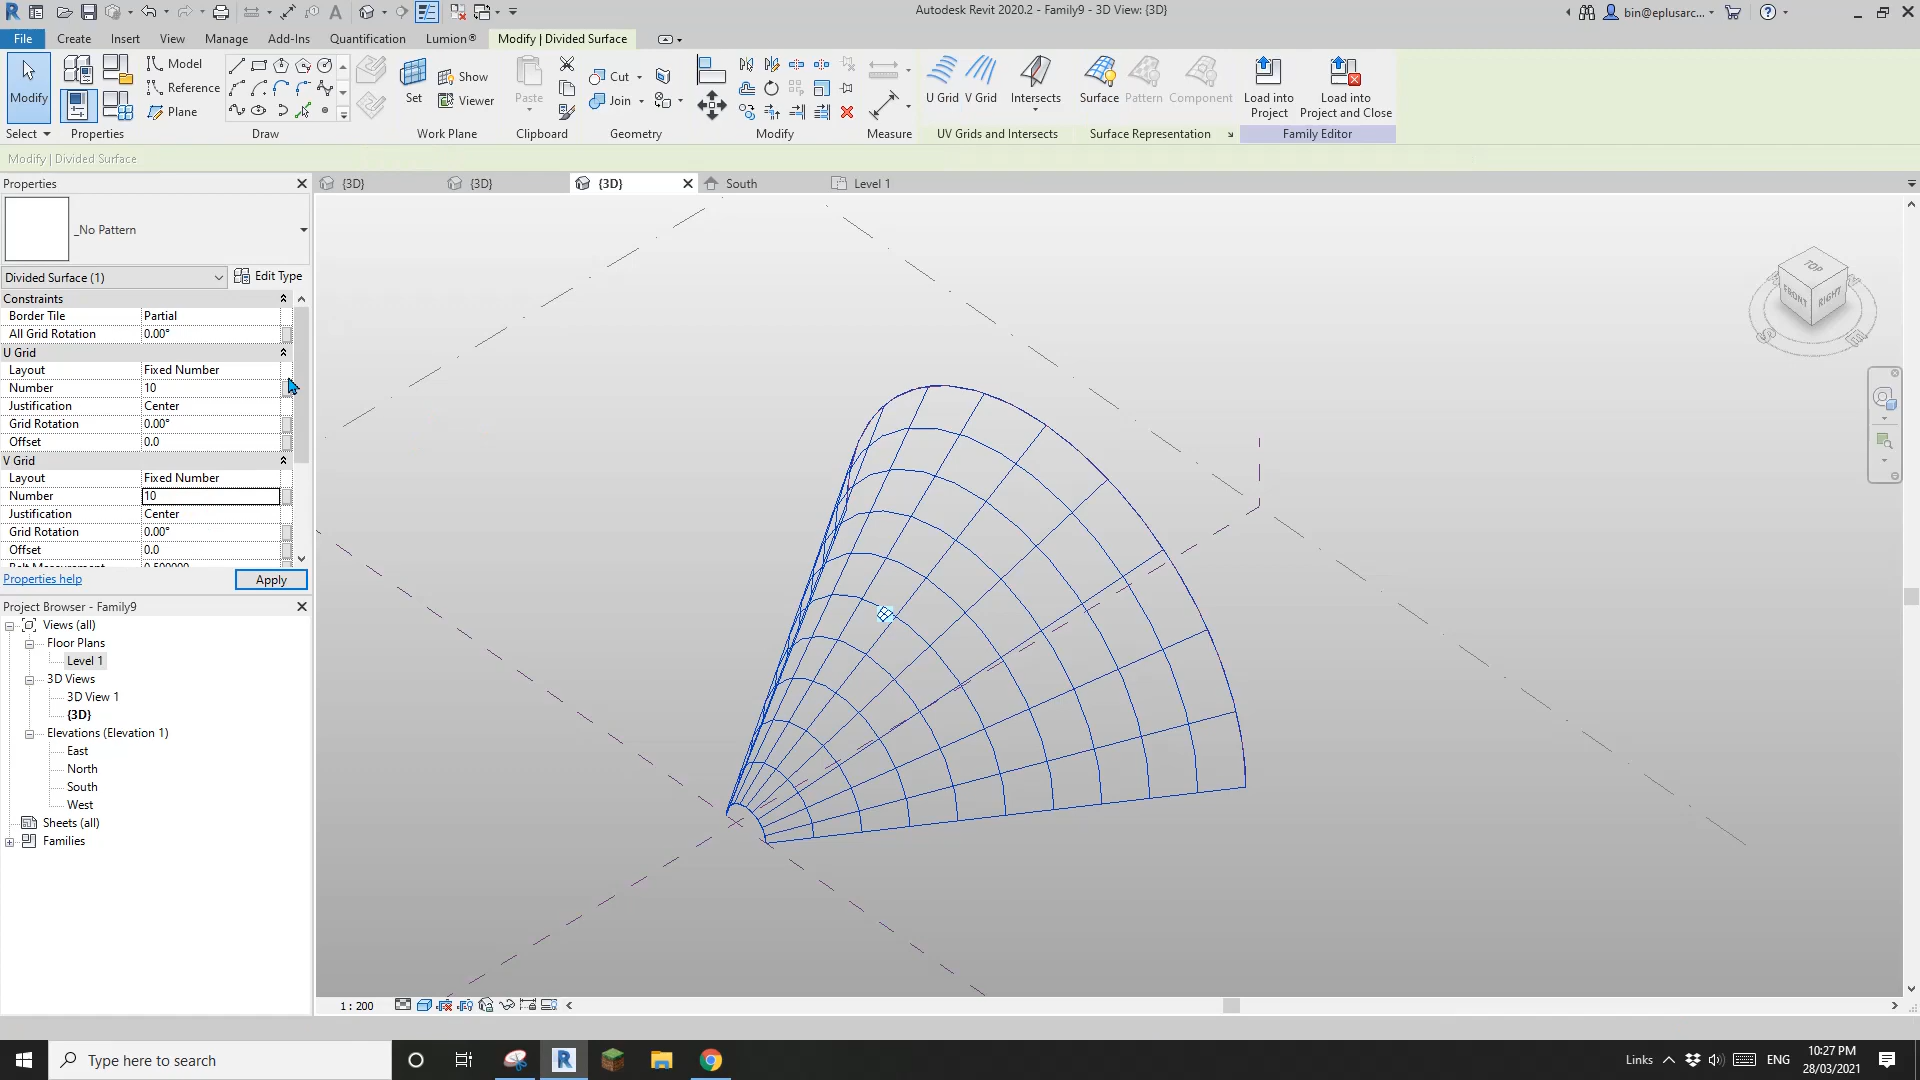 Autodesk Revit 2020.2 - Family9 - 3D View: {3D}
bin@eplusarc...
File Create Insert View Manage Add-Ins Quantification Lumion® Modify | Divided Surface
Modify
Select
Properties
Model
Reference
Plane
Draw
Set
Show
Viewer
Work Plane
Paste
Clipboard
Cut
Join
Geometry
Modify
Measure
U Grid V Grid Intersects
UV Grids and Intersects
Surface Pattern Component
Surface Representation
Load into
Project
Load into
Project and Close
Family Editor
Modify | Divided Surface
Properties
_No Pattern
Divided Surface (1)
Edit Type
Constraints
Border Tile Partial
All Grid Rotation 0.00°
U Grid
Layout Fixed Number
Number 10
Justification Center
Grid Rotation 0.00°
Offset 0.0
V Grid
Layout Fixed Number
Number 10
Justification Center
Grid Rotation 0.00°
Offset 0.0
Belt Measurement 0.500000
Properties help
Apply
Project Browser - Family9
Views (all)
Floor Plans
Level 1
3D Views
3D View 1
{3D}
Elevations (Elevation 1)
East
North
South
West
Sheets (all)
Families
{3D} {3D} {3D} South Level 1
TOP
FRONT RIGHT
S E
1 : 200
Type here to search
Links
ENG
10:27 PM
28/03/2021